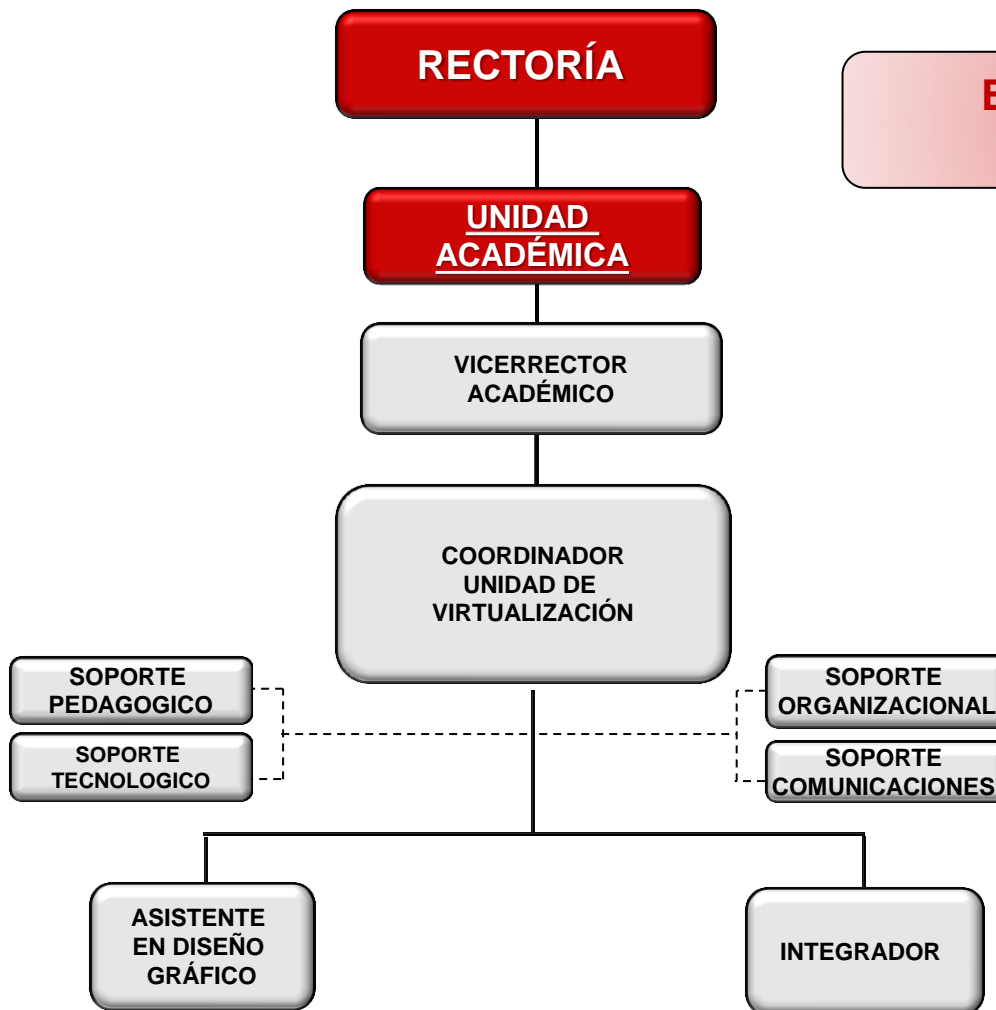 RECTORÍA
UNIDAD
ACADÉMICA
VICERRECTOR
ACADÉMICO
COORDINADOR
UNIDAD DE
VIRTUALIZACIÓN
SOPORTE
PEDAGOGICO
SOPORTE
TECNOLOGICO
SOPORTE
ORGANIZACIONAL
SOPORTE
COMUNICACIONES
ASISTENTE
EN DISEÑO
GRÁFICO
INTEGRADOR